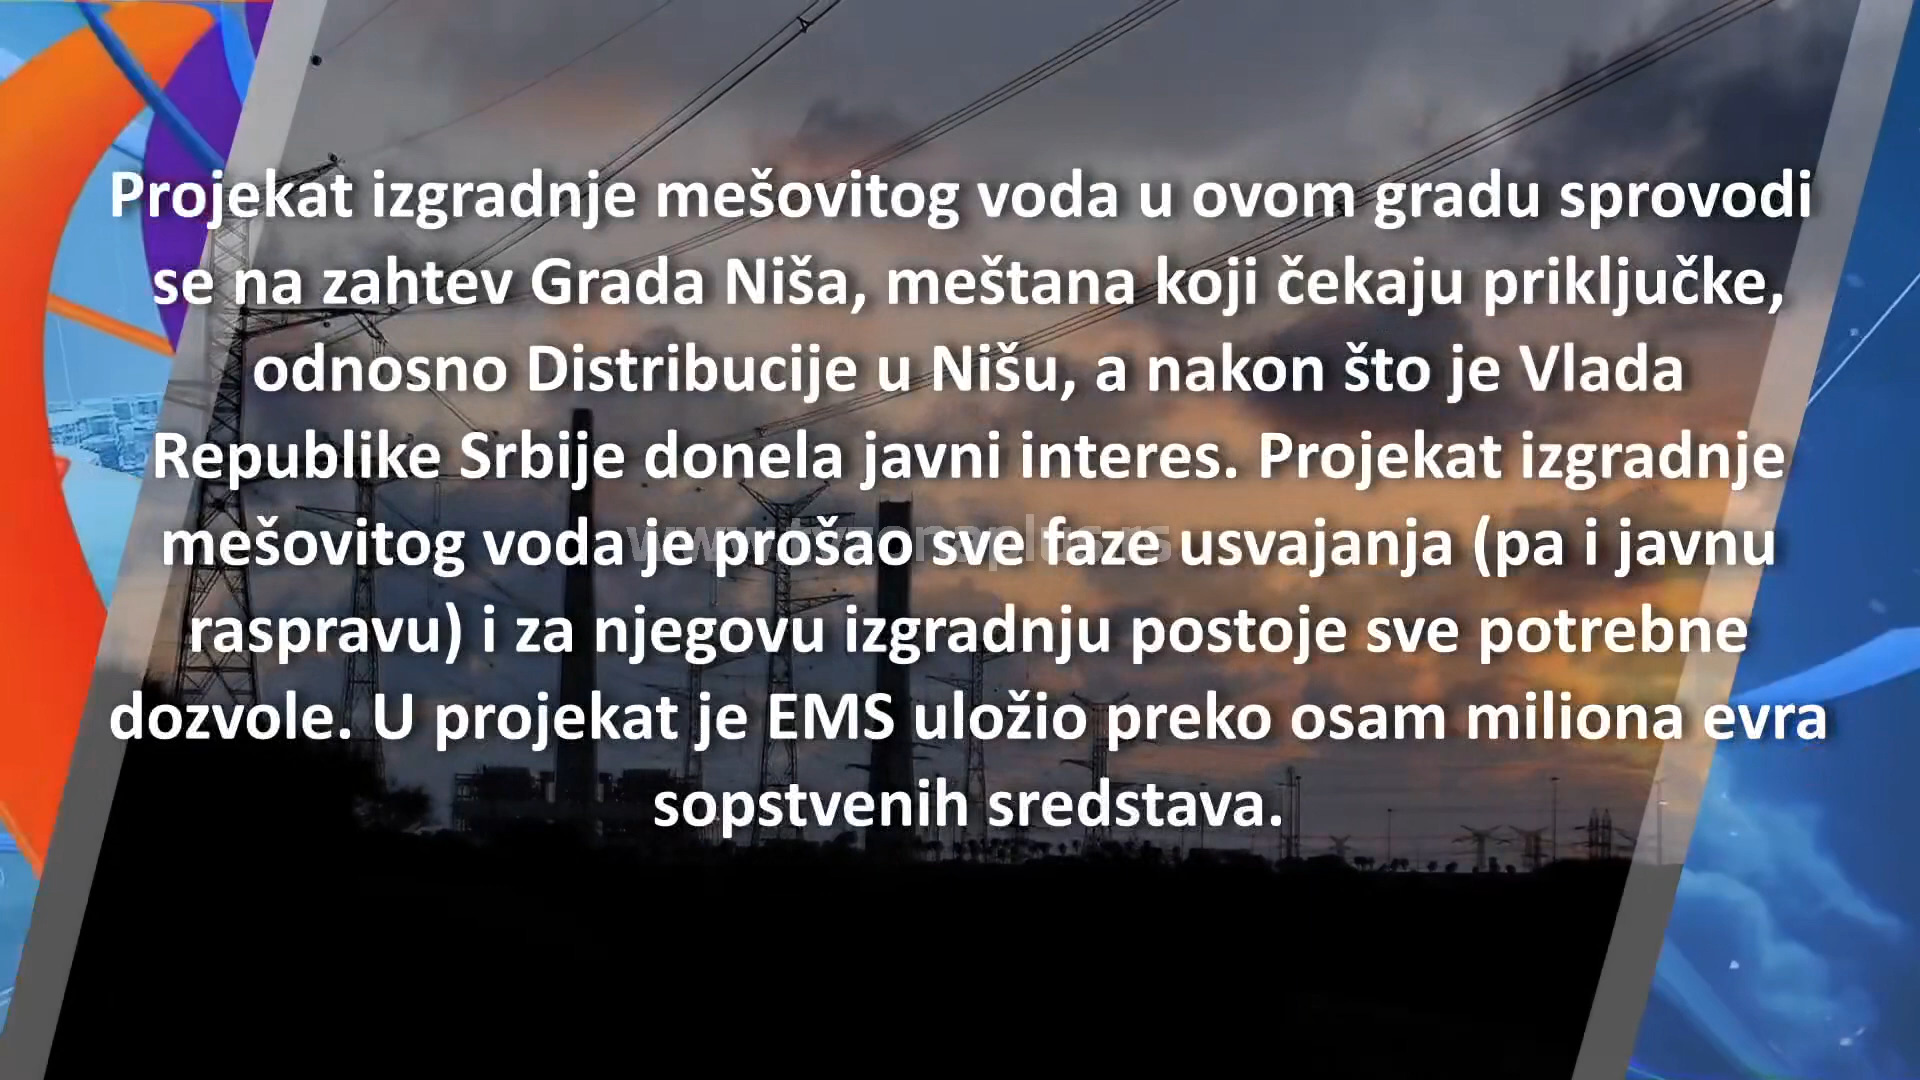 Projekat izgradnje mešovitog voda u ovom gradu sprovodi
se na zahtev Grada Niša, meštana koji čekaju priključke,
odnosno Distribucije u Nišu, a nakon što je Vlada
Republike Srbije donela javni interes. Projekat izgradnje
mešovitog voda je prošao sve faze usvajanja (pa i javnu
raspravu) i za njegovu izgradnju postoje sve potrebne
dozvole. U projekat je EMS uložio preko osam miliona evra
sopstvenih sredstava.
www.tvzonaplus.rs